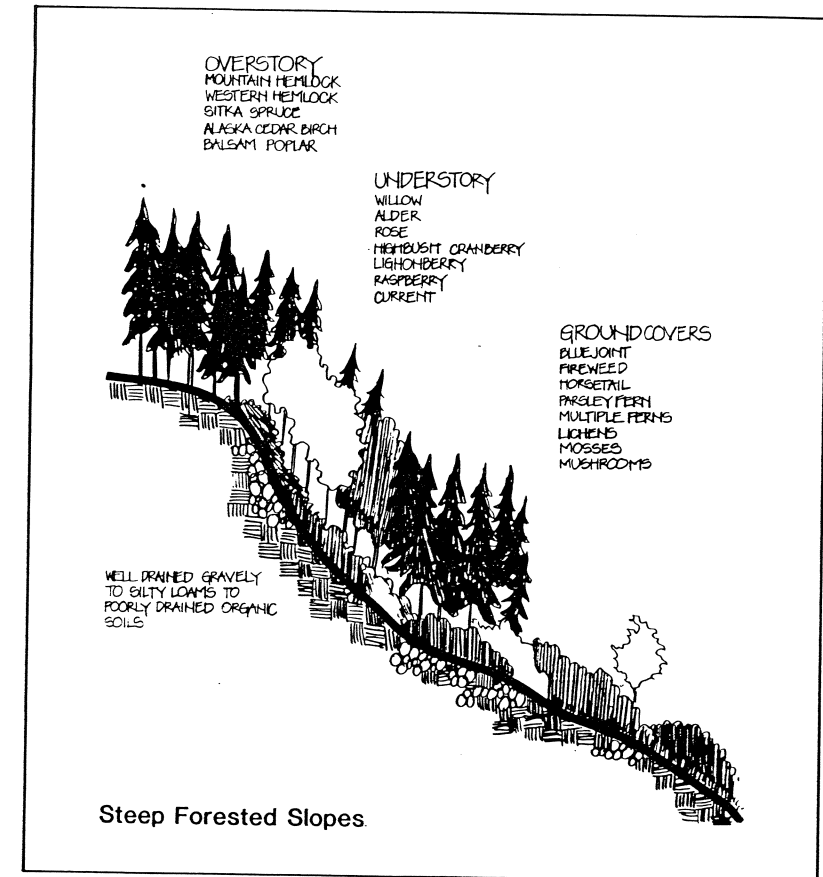 OVERSTORY
MOUNTAIN HEMLOCK
WESTERN HEMLOCK
SITKA SPRUCE
ALASKA CEDAR BIRCH
BALSAM POPLAR
UNDERSTORY
WILLOW
ALDER
ROSE
HIGHBUSH CRANBERRY
LIGHONBERRY
RASPBERRY
CURRENT
GROUNDCOVERS
BLUEJOINT
FIREWEED
HORSETAIL
PARSLEY FERN
MULTIPLE FERNS
LICHENS
MOSSES
MUSHROOMS
WELL DRAINED GRAVELY
TO SILTY LOAMS TO
POORLY DRAINED ORGANIC
SOILS
Steep Forested Slopes